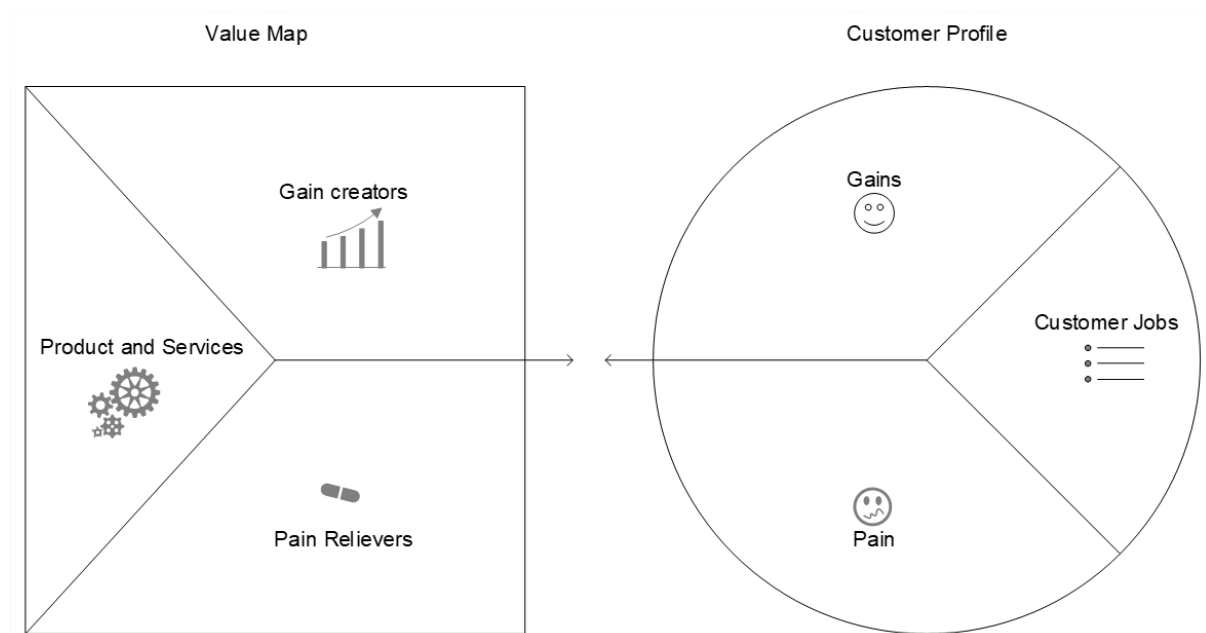 Value Map
Customer Profile
Gain creators
Product and Services
Pain Relievers
Gains
Customer Jobs
Pain